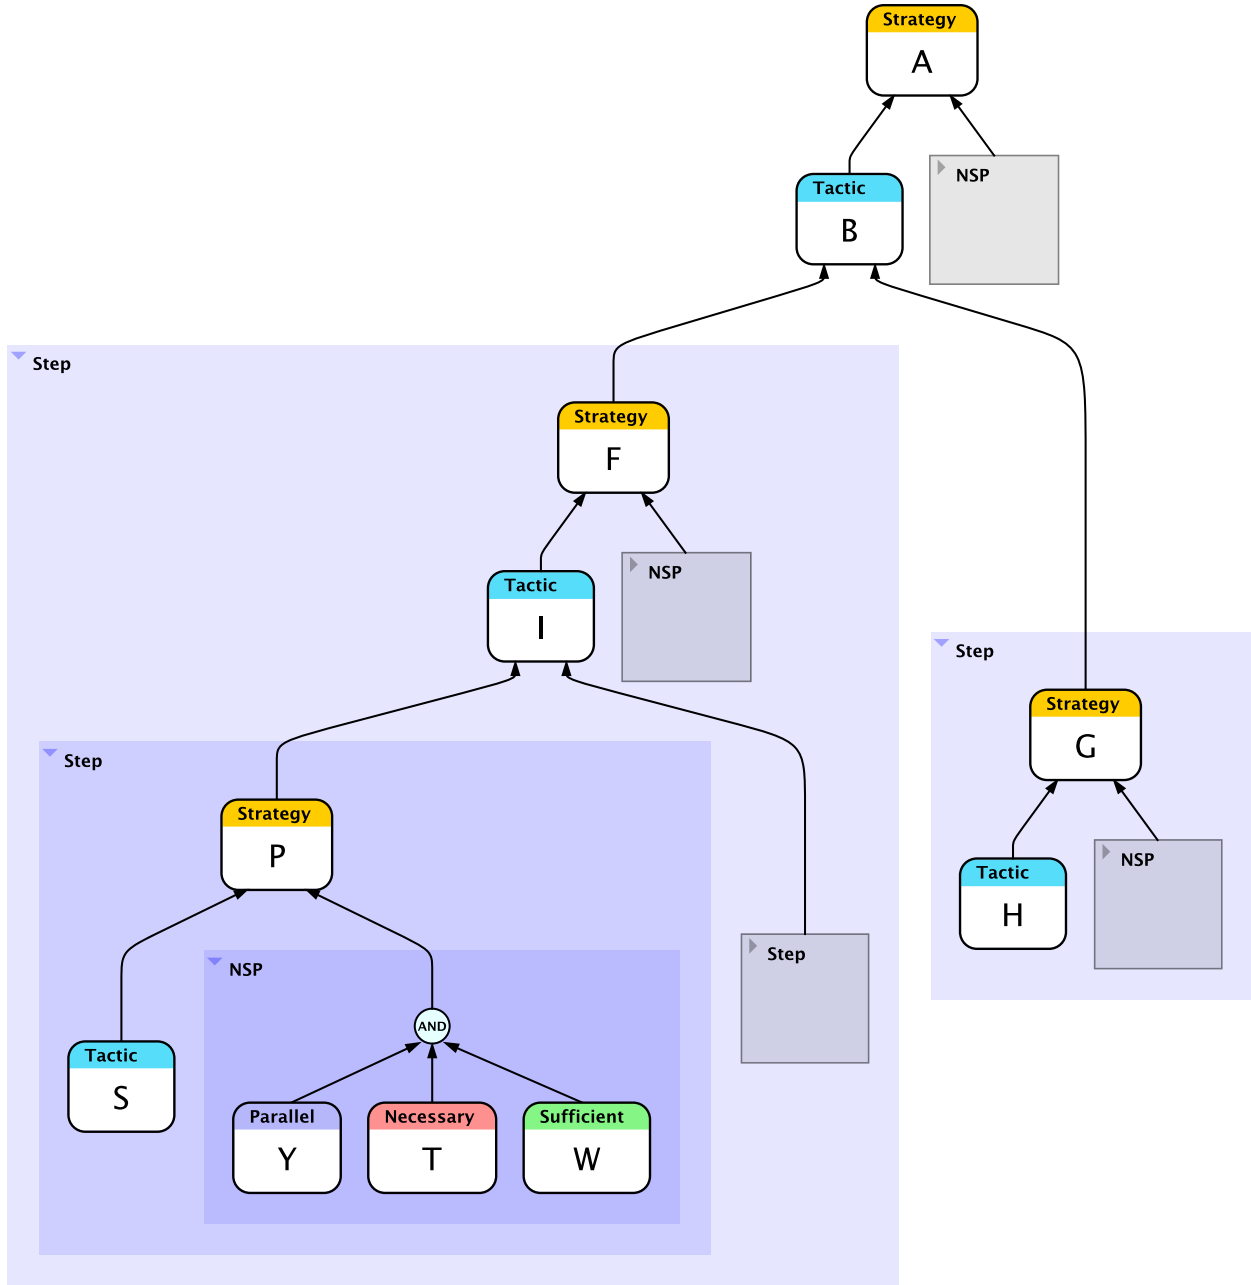 Strategy
A
NSP
Tactic
B
Step
Strategy
F
NSP
Tactic
I
Step
Strategy
G
Step
Strategy
P
NSP
Tactic
H
Step
NSP
AND
Tactic
S
Parallel
Y
Necessary
T
Sufficient
W